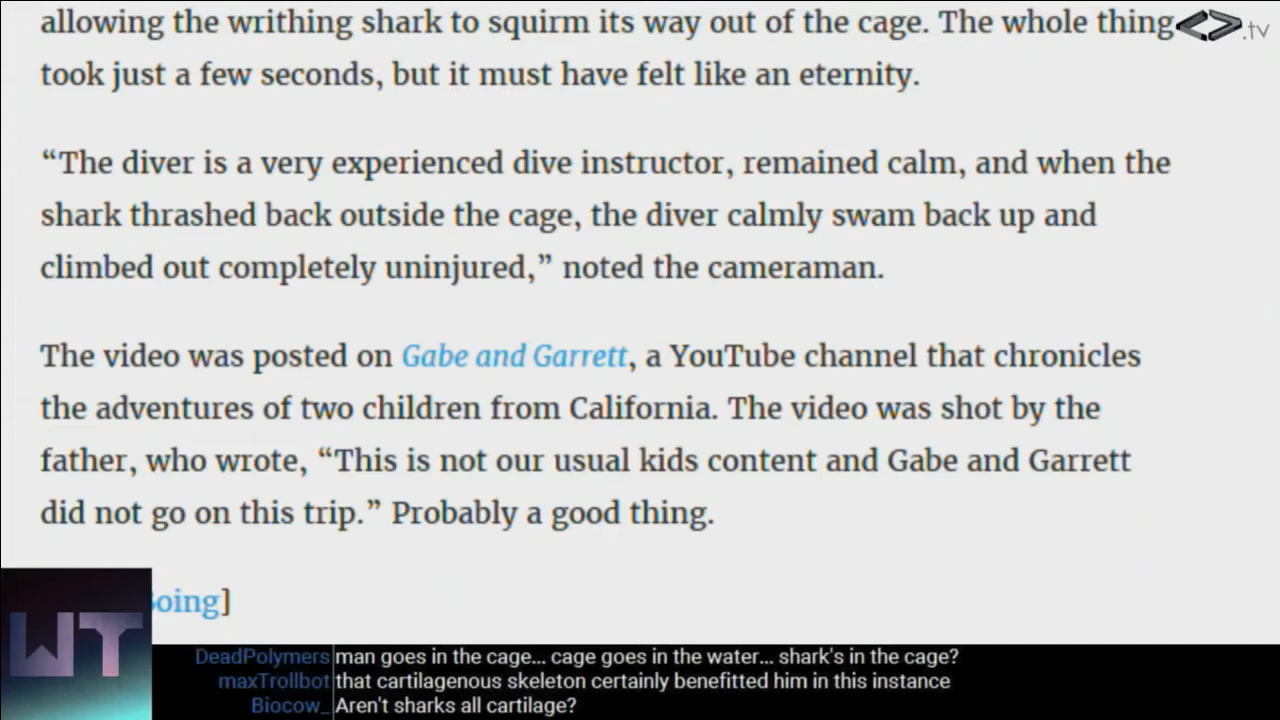 allowing the writhing shark to squirm its way out of the cage. The whole thing
.tv
took just a few seconds, but it must have felt like an eternity.
“The diver is a very experienced dive instructor, remained calm, and when the
shark thrashed back outside the cage, the diver calmly swam back up and
climbed out completely uninjured,” noted the cameraman.
The video was posted on Gabe and Garrett, a YouTube channel that chronicles
the adventures of two children from California. The video was shot by the
father, who wrote, “This is not our usual kids content and Gabe and Garrett
did not go on this trip.” Probably a good thing.
oing]
WT
DeadPolymers man goes in the cage... cage goes in the water... shark's in the cage?
maxTrollbot that cartilagenous skeleton certainly benefitted him in this instance
Biocow_ Aren't sharks all cartilage?